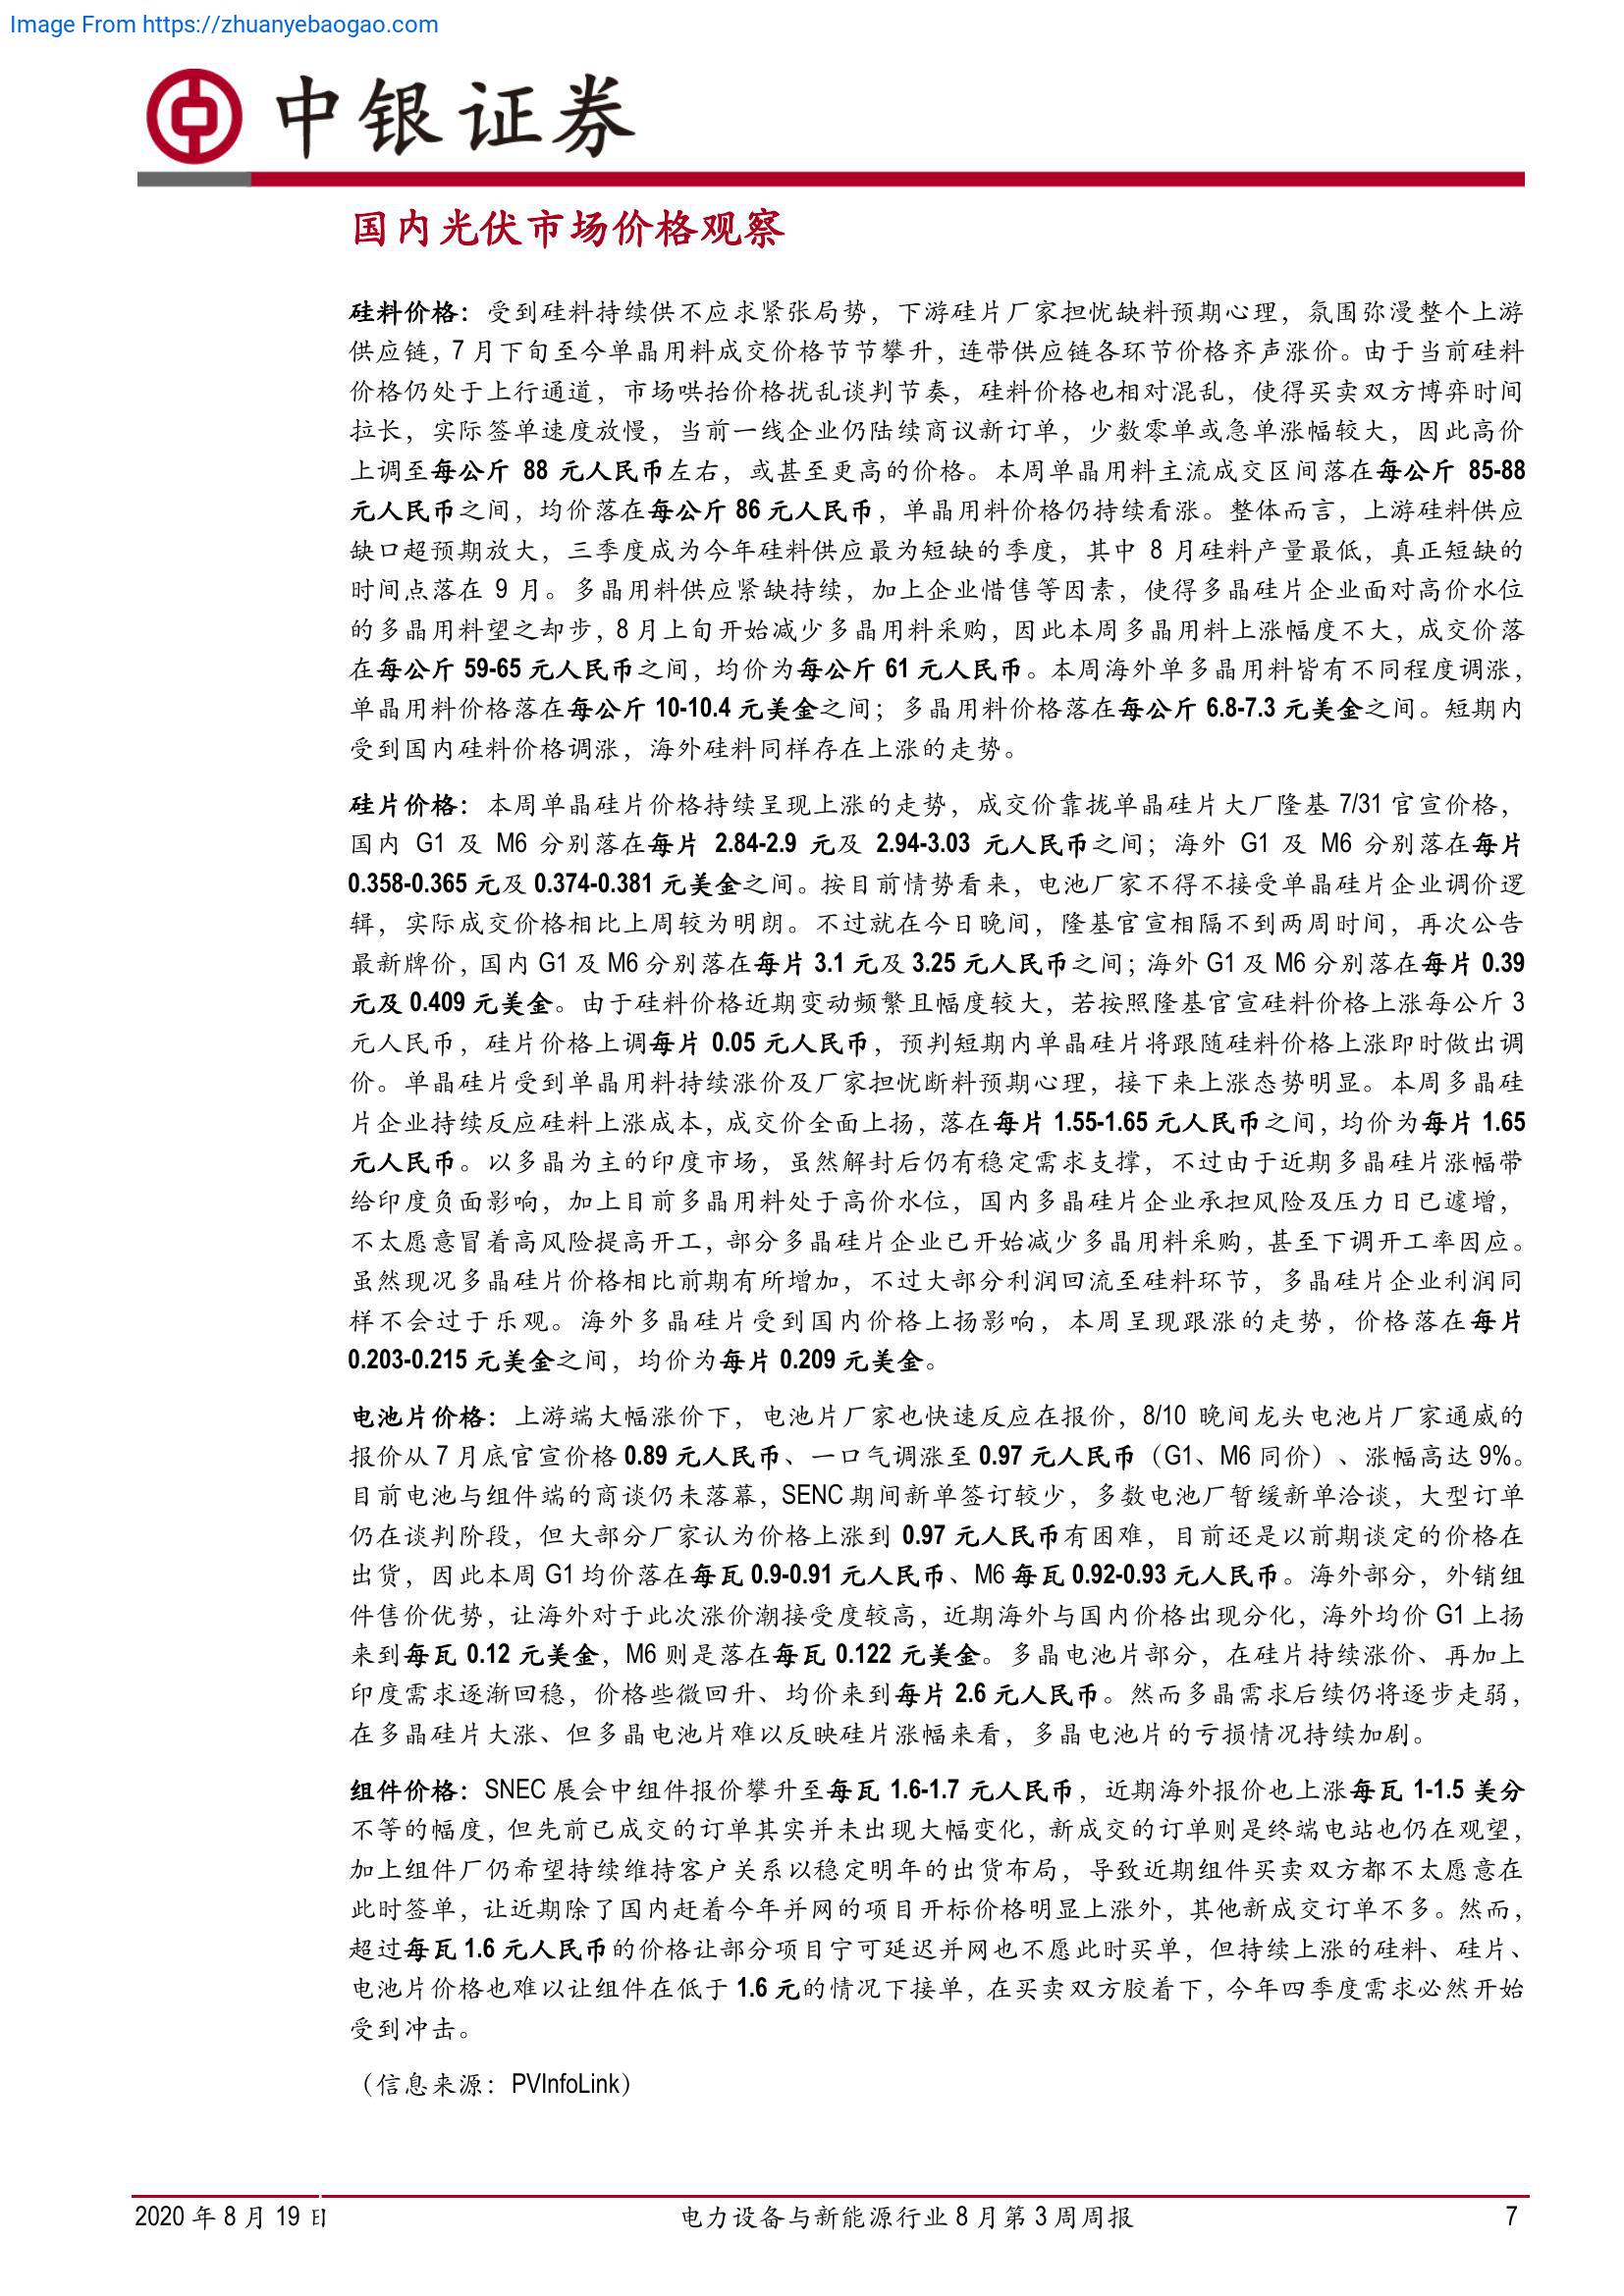 Image From https://zhuanyebaogao.com
中银证券
国内光伏市场价格观察
硅料价格：受到硅料持续供不应求紧张局势，下游硅片厂家担忧缺料预期心理，氛围弥漫整个上游
供应链，7 月下旬至今单晶用料成交价格节节攀升，连带供应链各环节价格齐声涨价。由于当前硅料
价格仍处于上行通道，市场哄抬价格扰乱谈判节奏，硅料价格也相对混乱，使得买卖双方博弈时间
拉长，实际签单速度放慢，当前一线企业仍陆续商议新订单，少数零单或急单涨幅较大，因此高价
上调至每公斤 88 元人民币左右，或甚至更高的价格。本周单晶用料主流成交区间落在每公斤 85-88
元人民币之间，均价落在每公斤 86 元人民币，单晶用料价格仍持续看涨。整体而言，上游硅料供应
缺口超预期放大，三季度成为今年硅料供应最为短缺的季度，其中 8 月硅料产量最低，真正短缺的
时间点落在 9 月。多晶用料供应紧缺持续，加上企业惜售等因素，使得多晶硅片企业面对高价水位
的多晶用料望之却步，8 月上旬开始减少多晶用料采购，因此本周多晶用料上涨幅度不大，成交价落
在每公斤 59-65 元人民币之间，均价为每公斤 61 元人民币。本周海外单多晶用料皆有不同程度调涨，
单晶用料价格落在每公斤 10-10.4 元美金之间；多晶用料价格落在每公斤 6.8-7.3 元美金之间。短期内
受到国内硅料价格调涨，海外硅料同样存在上涨的走势。
硅片价格：本周单晶硅片价格持续呈现上涨的走势，成交价靠拢单晶硅片大厂隆基 7/31 官宣价格，
国内 G1 及 M6 分别落在每片 2.84-2.9 元及 2.94-3.03 元人民币之间；海外 G1 及 M6 分别落在每片
0.358-0.365 元及 0.374-0.381 元美金之间。按目前情势看来，电池厂家不得不接受单晶硅片企业调价逻
辑，实际成交价格相比上周较为明朗。不过就在今日晚间，隆基官宣相隔不到两周时间，再次公告
最新牌价，国内 G1 及 M6 分别落在每片 3.1 元及 3.25 元人民币之间；海外 G1 及 M6 分别落在每片 0.39
元及 0.409 元美金。由于硅料价格近期变动频繁且幅度较大，若按照隆基官宣硅料价格上涨每公斤 3
元人民币，硅片价格上调每片 0.05 元人民币，预判短期内单晶硅片将跟随硅料价格上涨即时做出调
价。单晶硅片受到单晶用料持续涨价及厂家担忧断料预期心理，接下来上涨态势明显。本周多晶硅
片企业持续反应硅料上涨成本，成交价全面上扬，落在每片 1.55-1.65 元人民币之间，均价为每片 1.65
元人民币。以多晶为主的印度市场，虽然解封后仍有稳定需求支撑，不过由于近期多晶硅片涨幅带
给印度负面影响，加上目前多晶用料处于高价水位，国内多晶硅片企业承担风险及压力日已遽增，
不太愿意冒着高风险提高开工，部分多晶硅片企业已开始减少多晶用料采购，甚至下调开工率因应。
虽然现况多晶硅片价格相比前期有所增加，不过大部分利润回流至硅料环节，多晶硅片企业利润同
样不会过于乐观。海外多晶硅片受到国内价格上扬影响，本周呈现跟涨的走势，价格落在每片
0.203-0.215 元美金之间，均价为每片 0.209 元美金。
电池片价格：上游端大幅涨价下，电池片厂家也快速反应在报价，8/10 晚间龙头电池片厂家通威的
报价从 7 月底官宣价格 0.89 元人民币、一口气调涨至 0.97 元人民币（G1、M6 同价）、涨幅高达 9%。
目前电池与组件端的商谈仍未落幕，SENC 期间新单签订较少，多数电池厂暂缓新单洽谈，大型订单
仍在谈判阶段，但大部分厂家认为价格上涨到 0.97 元人民币有困难，目前还是以前期谈定的价格在
出货，因此本周 G1 均价落在每瓦 0.9-0.91 元人民币、M6 每瓦 0.92-0.93 元人民币。海外部分，外销组
件售价优势，让海外对于此次涨价潮接受度较高，近期海外与国内价格出现分化，海外均价 G1 上扬
来到每瓦 0.12 元美金，M6 则是落在每瓦 0.122 元美金。多晶电池片部分，在硅片持续涨价、再加上
印度需求逐渐回稳，价格些微回升、均价来到每片 2.6 元人民币。然而多晶需求后续仍将逐步走弱，
在多晶硅片大涨、但多晶电池片难以反映硅片涨幅来看，多晶电池片的亏损情况持续加剧。
组件价格：SNEC 展会中组件报价攀升至每瓦 1.6-1.7 元人民币，近期海外报价也上涨每瓦 1-1.5 美分
不等的幅度，但先前已成交的订单其实并未出现大幅变化，新成交的订单则是终端电站也仍在观望，
加上组件厂仍希望持续维持客户关系以稳定明年的出货布局，导致近期组件买卖双方都不太愿意在
此时签单，让近期除了国内赶着今年并网的项目开标价格明显上涨外，其他新成交订单不多。然而，
超过每瓦 1.6 元人民币的价格让部分项目宁可延迟并网也不愿此时买单，但持续上涨的硅料、硅片、
电池片价格也难以让组件在低于 1.6 元的情况下接单，在买卖双方胶着下，今年四季度需求必然开始
受到冲击。
（信息来源：PVInfoLink）
2020 年 8 月 19 日 电力设备与新能源行业 8 月第 3 周周报 7